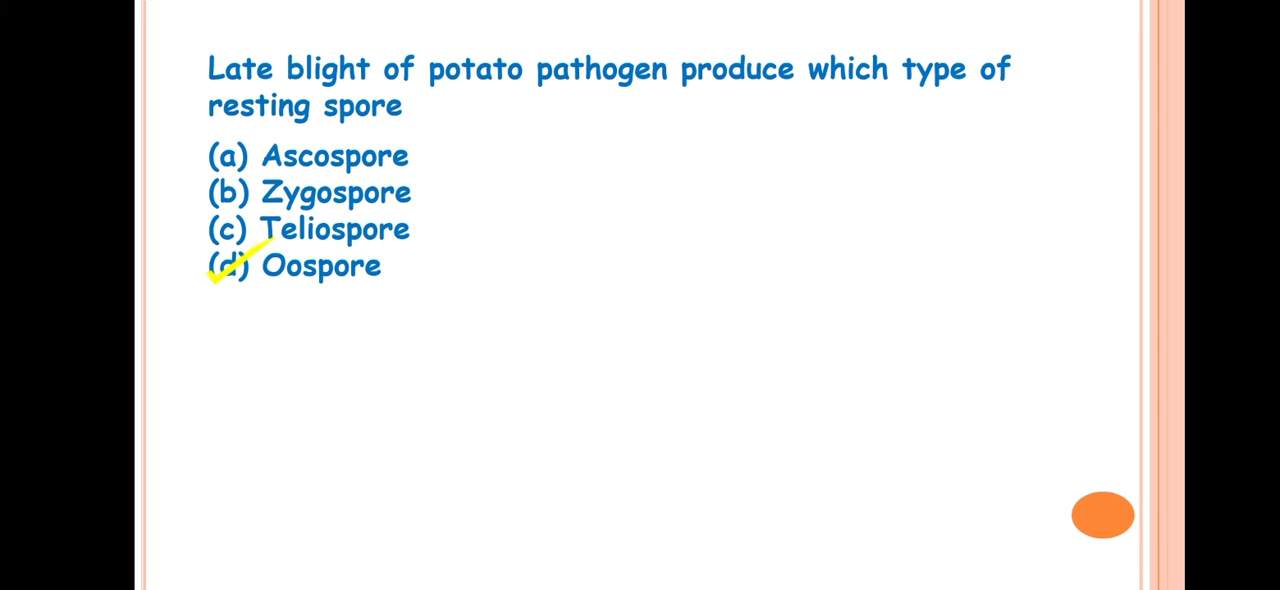 Late blight of potato pathogen produce which type of
resting spore
(a) Ascospore
(b) Zygospore
(c) Teliospore
(d) Oospore